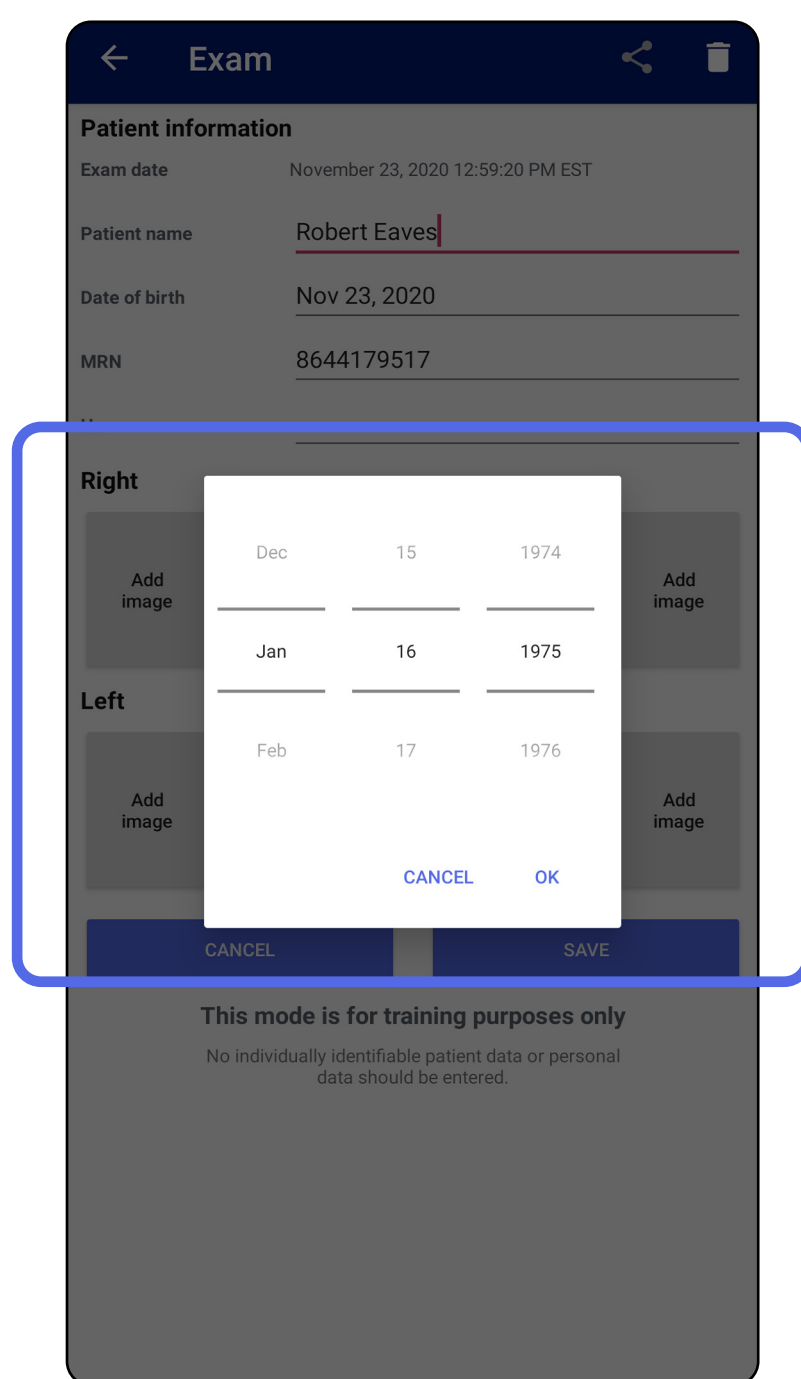 Exam
Patient information
Exam date November 23, 2020 12:59:20 PM EST
Patient name Robert Eaves
Date of birth Nov 23, 2020
MRN 8644179517
Right
Add
image
Add
image
Dec 15 1974
Jan 16 1975
Feb 17 1976
Left
Add
image
Add
image
CANCEL OK
CANCEL SAVE
This mode is for training purposes only
No individually identifiable patient data or personal
data should be entered.